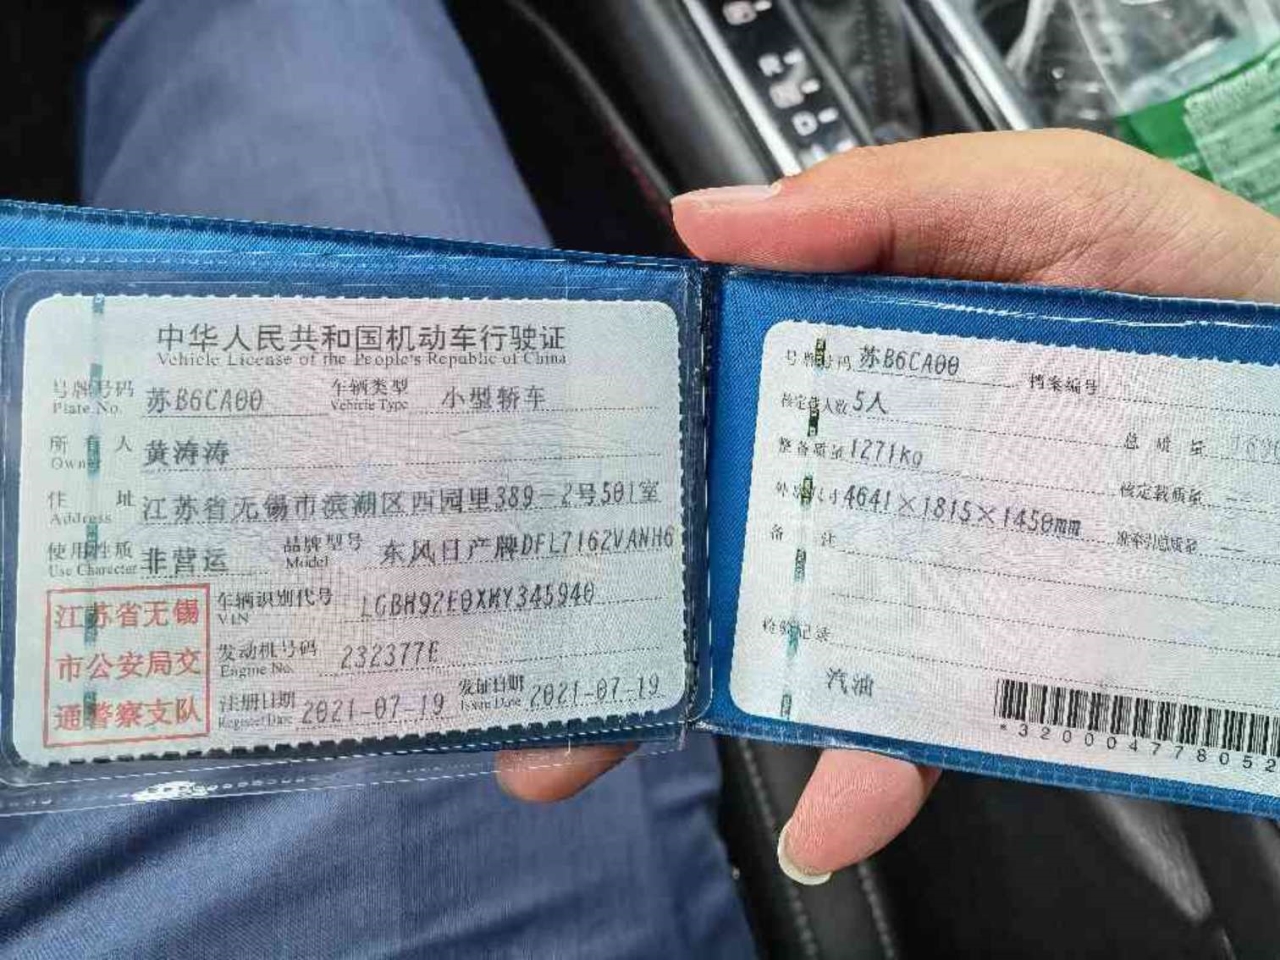 中华人民共和国机动车行驶证
Vehicle License of the People's Republic of China
号牌号码 苏B6CA00 车辆类型 小型轿车
Plate No. Vehicle Type
所有人 黄涛涛
Owner
住址 江苏省无锡市滨湖区西园里389-2号501室
Address
使用性质 非营运 品牌型号 东风日产牌DFL7162VANH6
Use Character Model
江苏省无锡
市公安局交
通警察支队
车辆识别代号 LGBH92E0XMY345940
VIN
发动机号码 232377E
Engine No.
注册日期 2021-07-19 发证日期 2021-07-19
Register Date Issue Date
号牌号码 苏B6CA00 档案编号
核定载人数 5人 总质量
整备质量 1271kg 核定载质量 --
外廓尺寸 4641×1815×1450mm 准牵引总质量 --
备注
检验记录
汽油
*320004778052